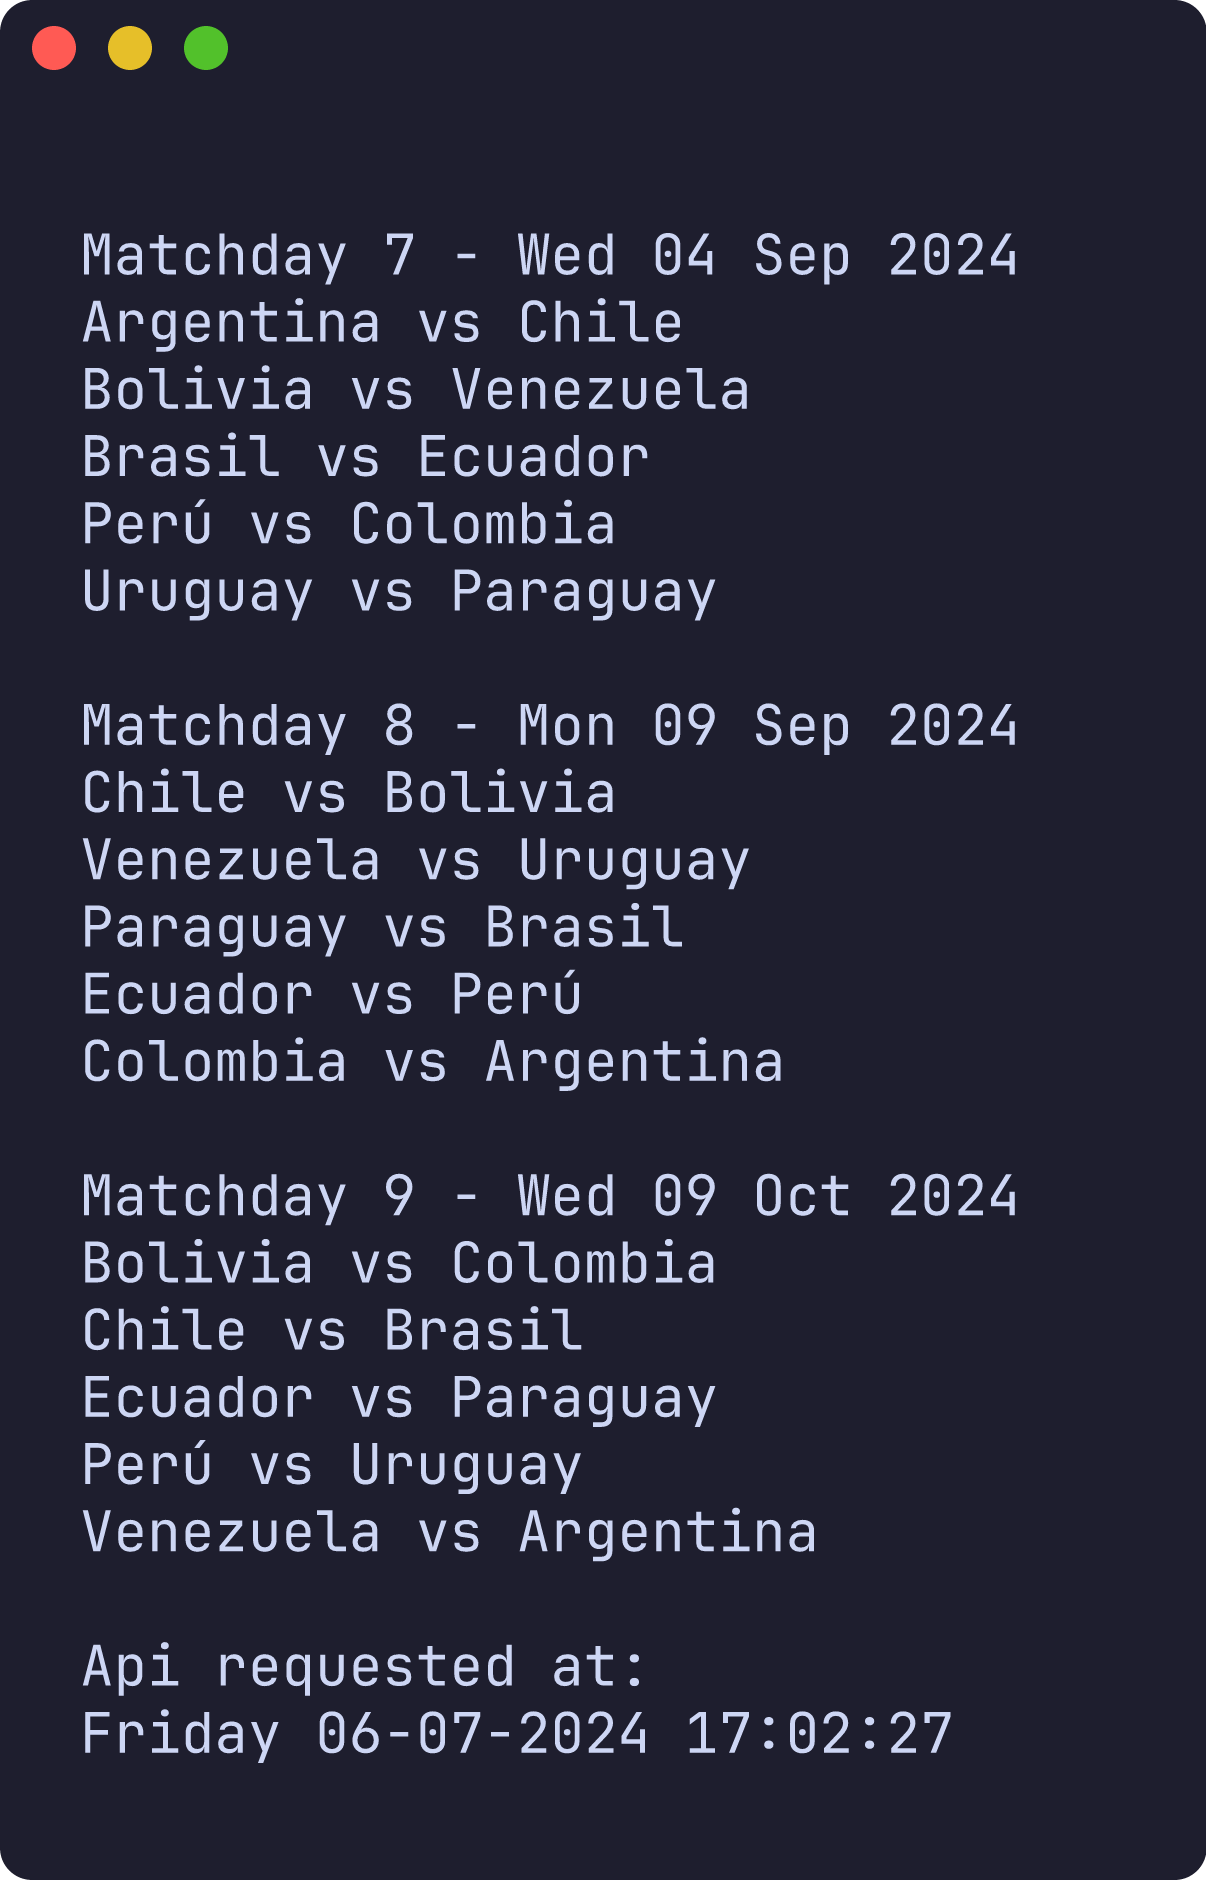 Matchday 7 - Wed 04 Sep 2024
Argentina vs Chile
Bolivia vs Venezuela
Brasil vs Ecuador
Perú vs Colombia
Uruguay vs Paraguay

Matchday 8 - Mon 09 Sep 2024
Chile vs Bolivia
Venezuela vs Uruguay
Paraguay vs Brasil
Ecuador vs Perú
Colombia vs Argentina

Matchday 9 - Wed 09 Oct 2024
Bolivia vs Colombia
Chile vs Brasil
Ecuador vs Paraguay
Perú vs Uruguay
Venezuela vs Argentina

Api requested at:
Friday 06-07-2024 17:02:27